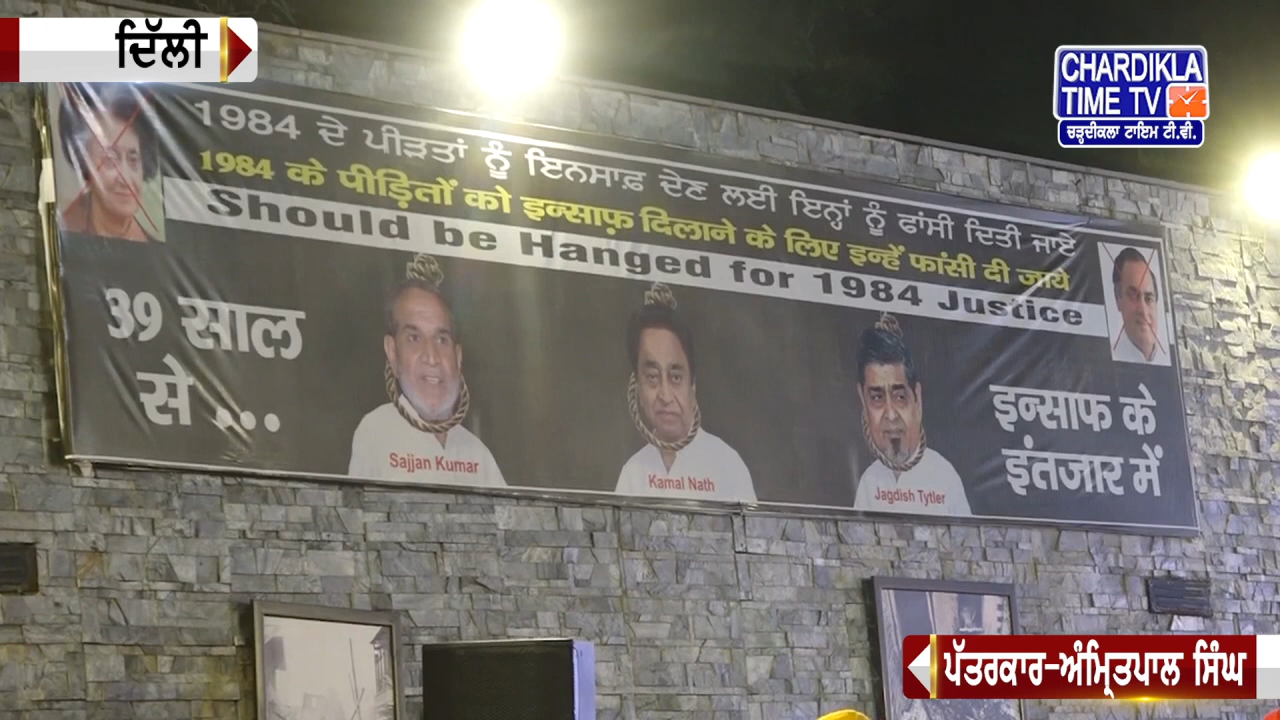 ਦਿੱਲੀ
CHARDIKLA
TIME TV
ਚੜ੍ਹਦੀਕਲਾ ਟਾਇਮ ਟੀ.ਵੀ.
1984 ਦੇ ਪੀੜਤਾਂ ਨੂੰ ਇਨਸਾਫ਼ ਦੇਣ ਲਈ ਇਨ੍ਹਾਂ ਨੂੰ ਫਾਂਸੀ ਦਿਤੀ ਜਾਏ
1984 के पीड़ितों को इन्साफ़ दिलाने के लिए इन्हें फांसी दी जाये
Should be Hanged for 1984 Justice
39 साल
से ...
Sajjan Kumar
Kamal Nath
Jagdish Tytler
इन्साफ के
इंतजार में
ਪੱਤਰਕਾਰ-ਅੰਮ੍ਰਿਤਪਾਲ ਸਿੰਘ